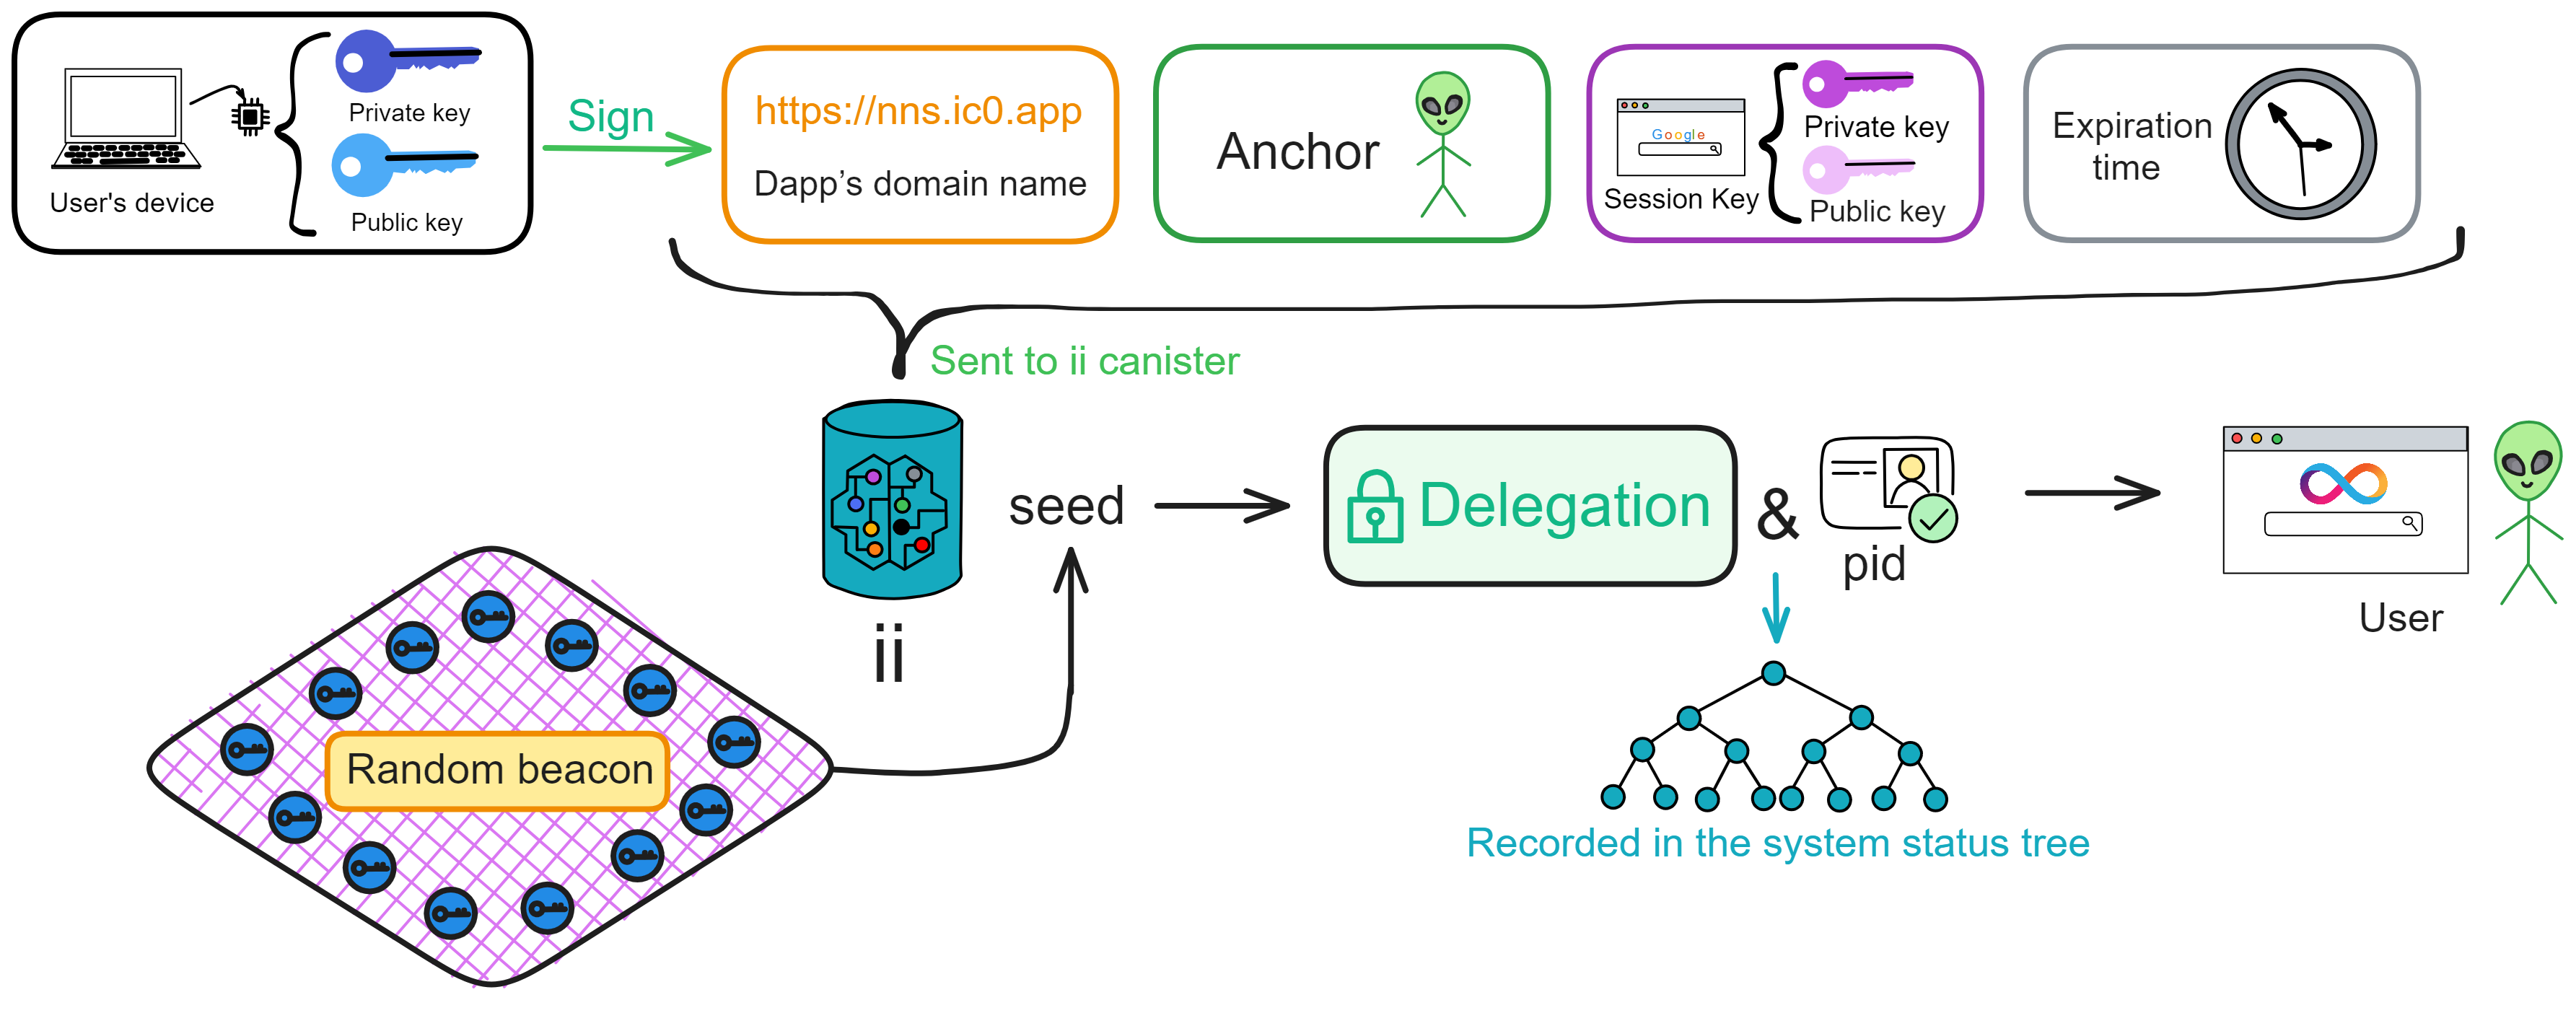 Private key
Public key
User's device
Sign
https://nns.ic0.app
Dapp’s domain name
Anchor
Google
Session Key
Private key
Public key
Expiration
time
Sent to ii canister
ii
seed
Delegation
&
pid
User
Random beacon
Recorded in the system status tree